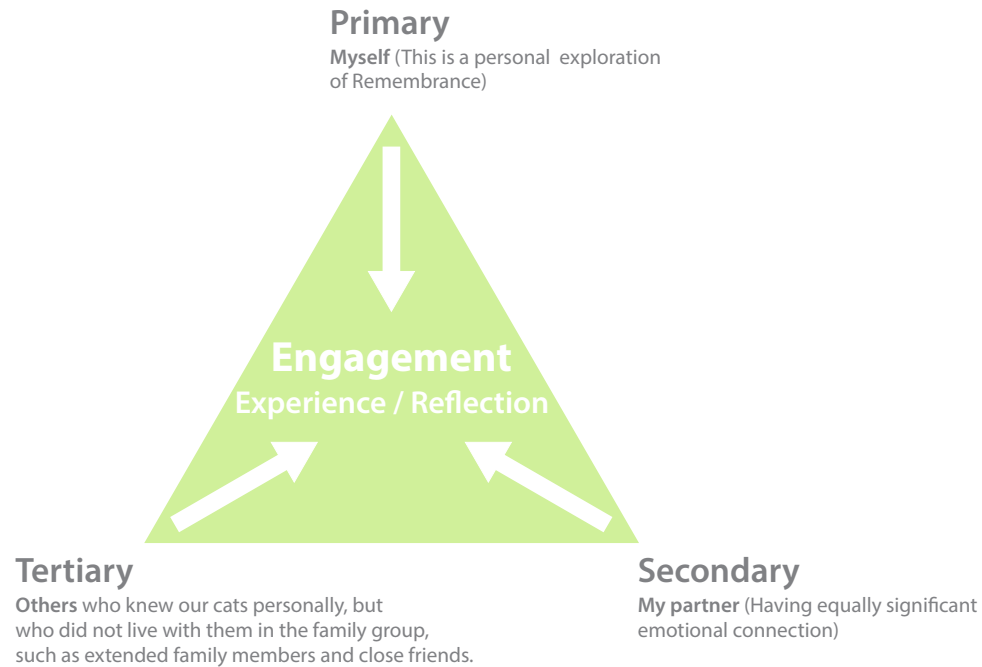 Primary
Myself (This is a personal exploration
of Remembrance)
Engagement
Experience / Reflection
Tertiary
Others who knew our cats personally, but
who did not live with them in the family group,
such as extended family members and close friends.
Secondary
My partner (Having equally significant
emotional connection)